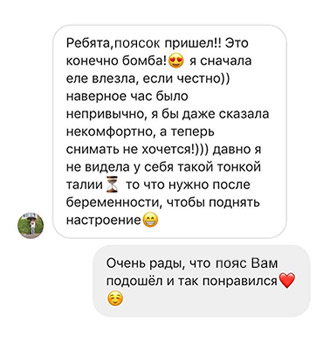 Ребята,поясок пришел!! Это
конечно бомба!😍 я сначала
еле влезла, если честно))
наверное час было
непривычно, я бы даже сказала
некомфортно, а теперь
снимать не хочется!))) давно я
не видела у себя такой тонкой
талии⏳ то что нужно после
беременности, чтобы поднять
настроение😁
Очень рады, что пояс Вам
подошёл и так понравился❤️
☺️